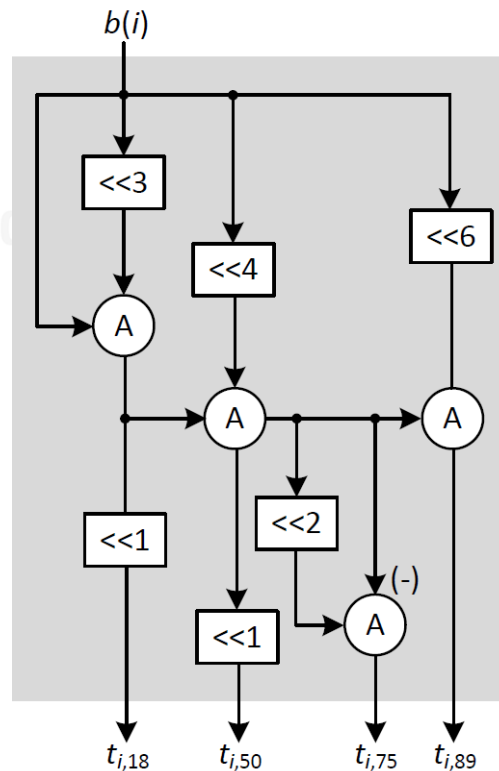 b(i)
<<3
<<4
<<6
A
A
A
<<1
<<2
(-)
A
<<1
t_{i,18}
t_{i,50}
t_{i,75}
t_{i,89}